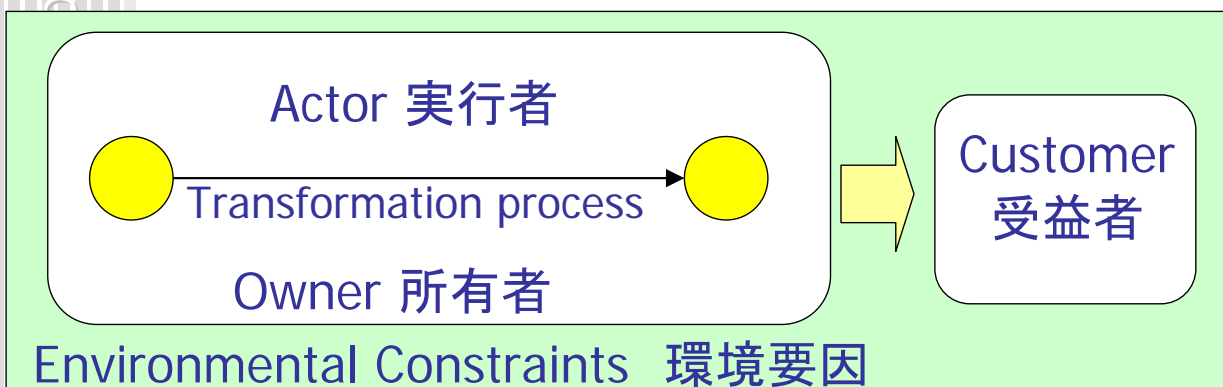 Actor 実行者
Transformation process
Owner 所有者
Customer
受益者
Environmental Constraints 環境要因